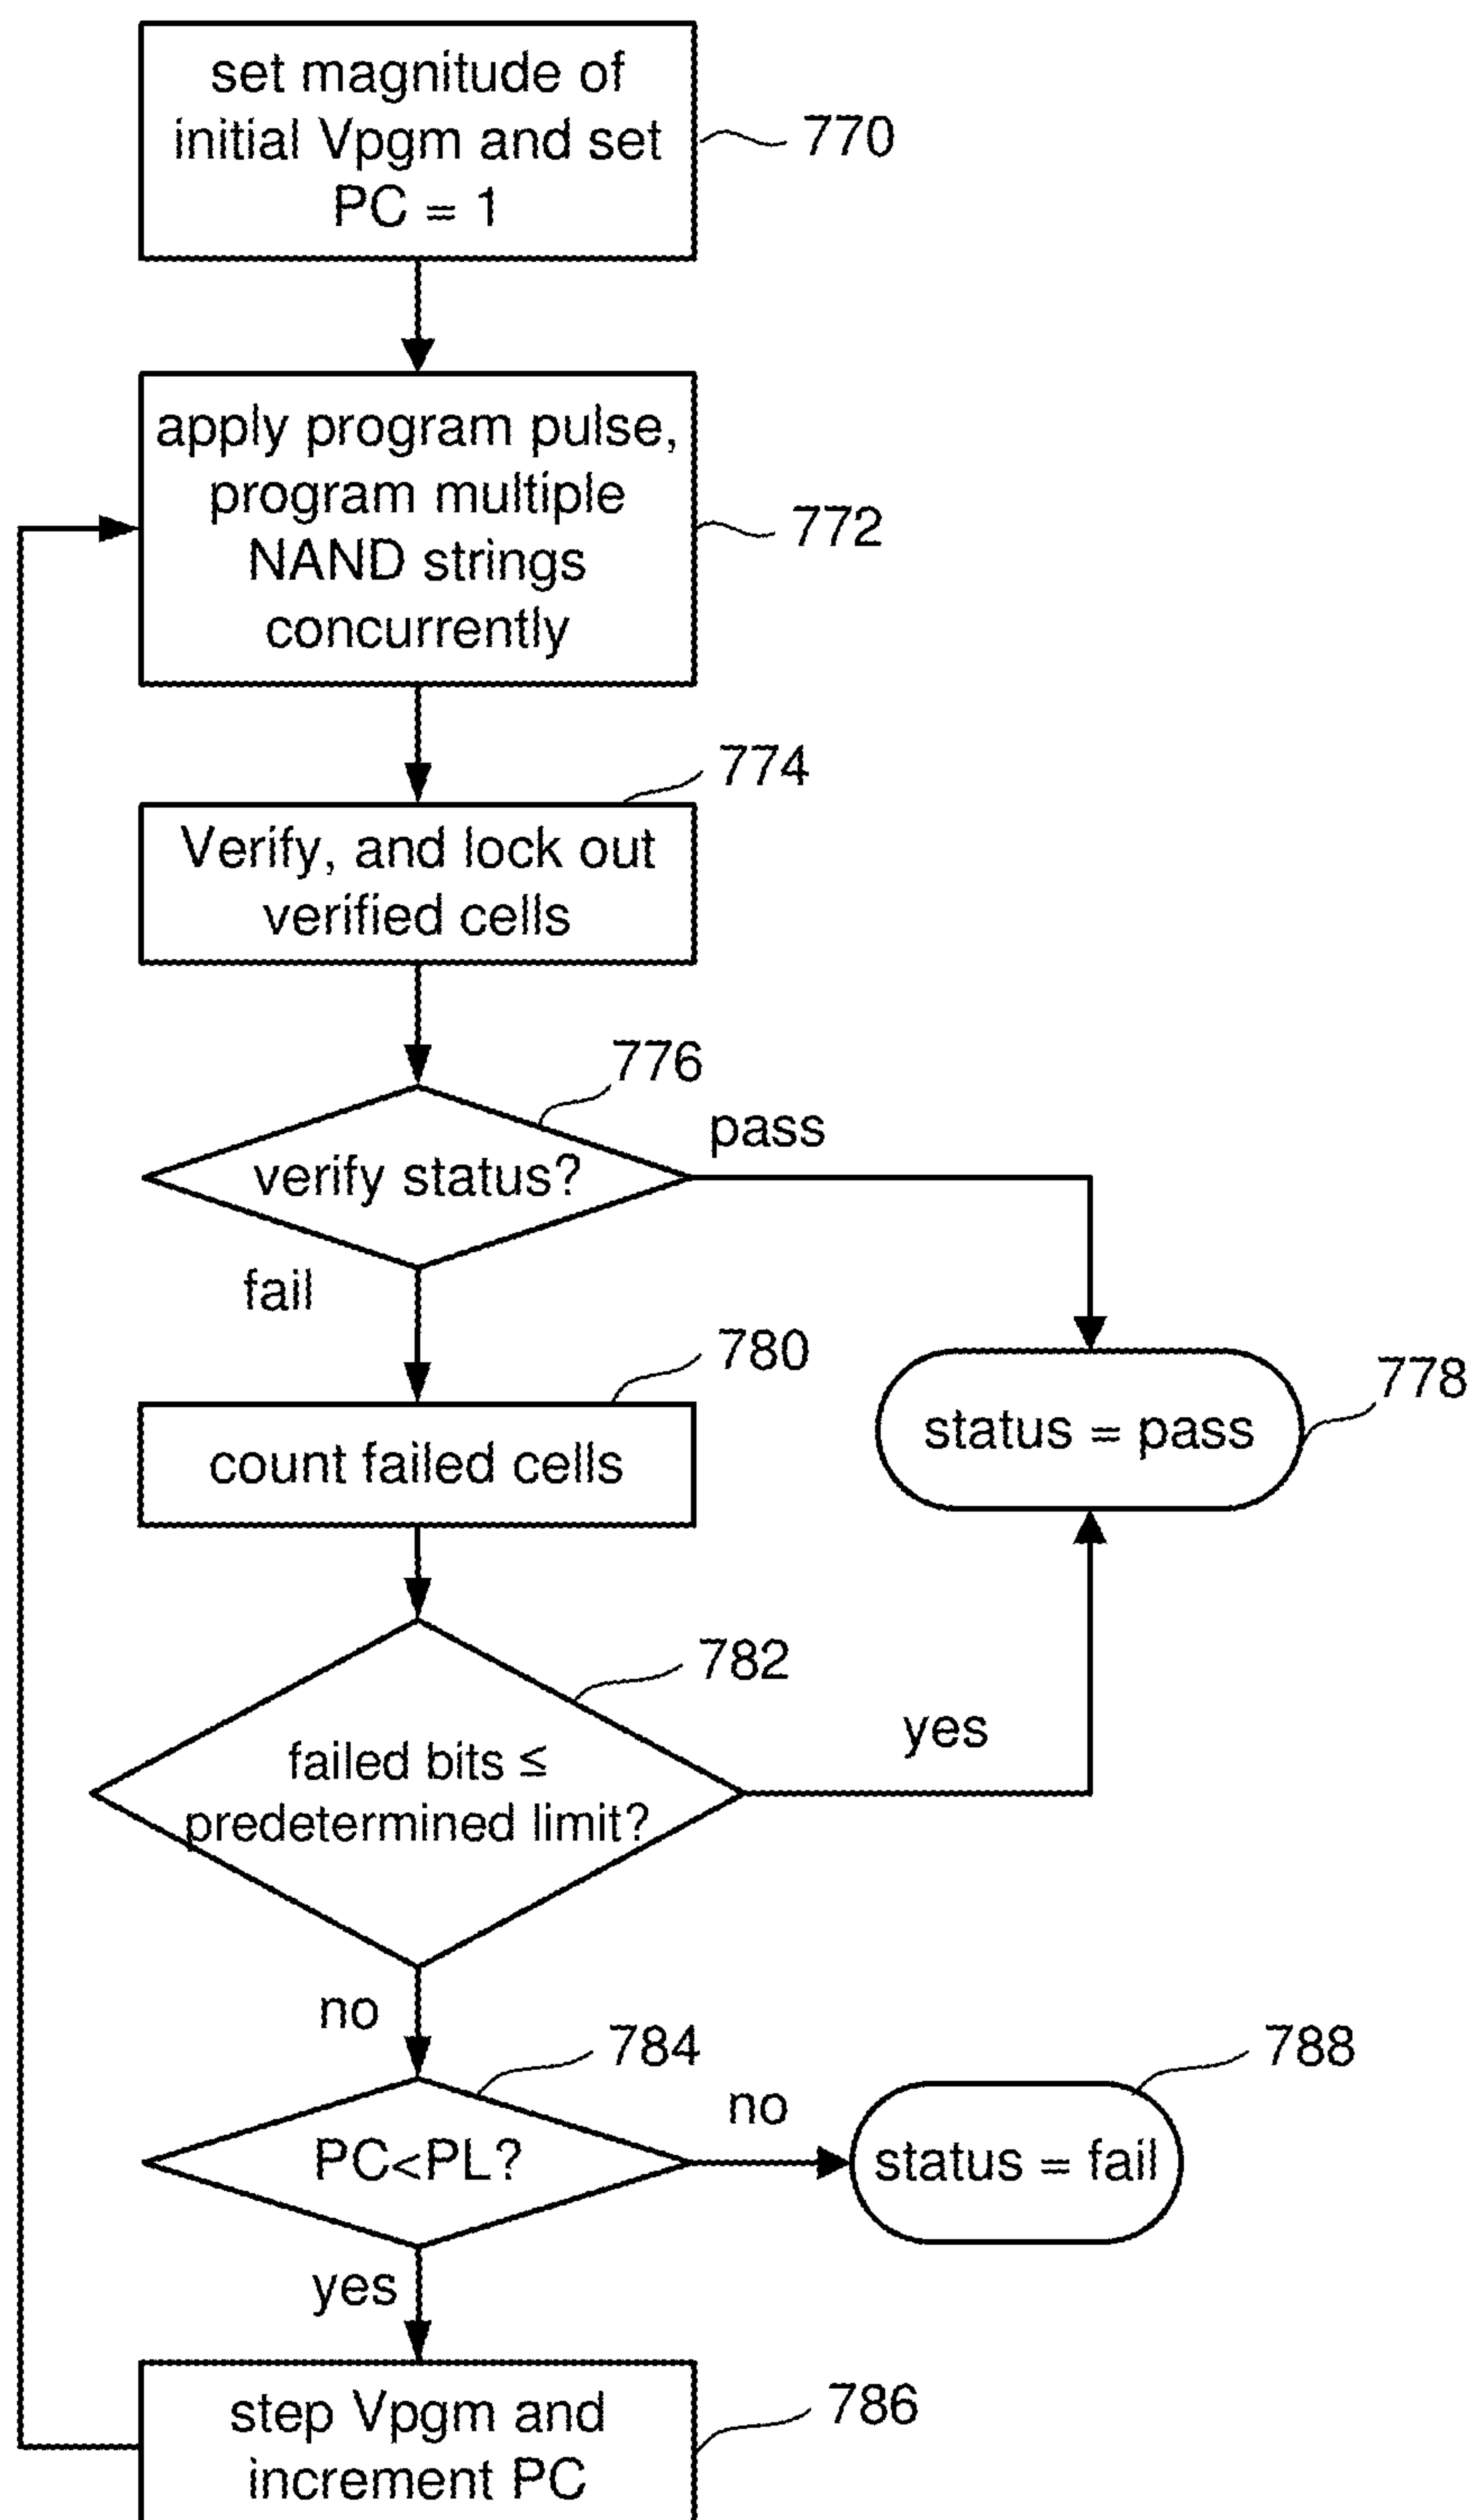 set magnitude of
initial Vpgm and set
PC = 1
770
apply program pulse,
program multiple
NAND strings
concurrently
772
774
Verify, and lock out
verified cells
776
pass
verify status?
fail
780
778
status = pass
count failed cells
782
yes
failed bits ≤
predetermined limit?
no
784
788
no
PC<PL?
status = fail
yes
786
step Vpgm and
increment PC